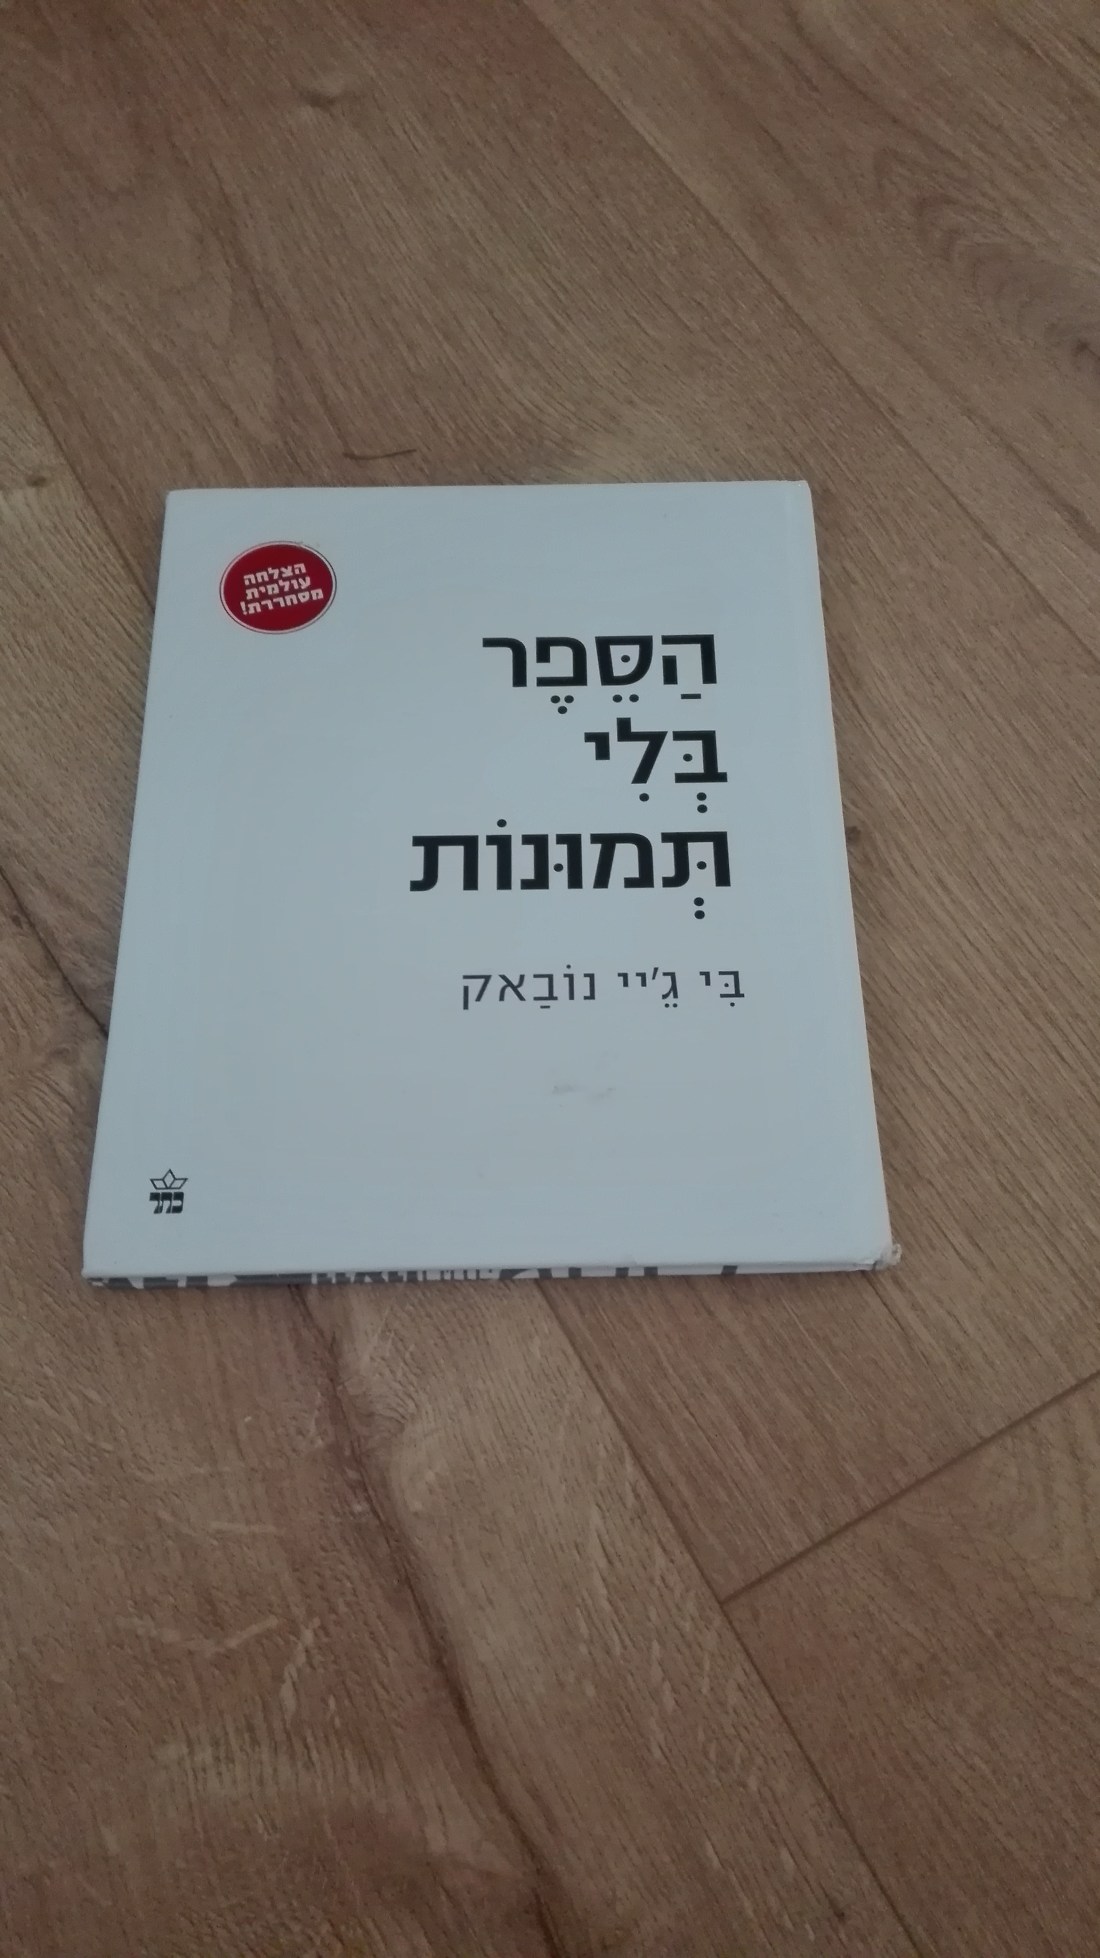 הצלחה
עולמית
מסחררת!
הַסֵּפֶר
בְּלִי
תְּמוּנוֹת
בִּי גֵ'יי נוֹבַאק
כתר